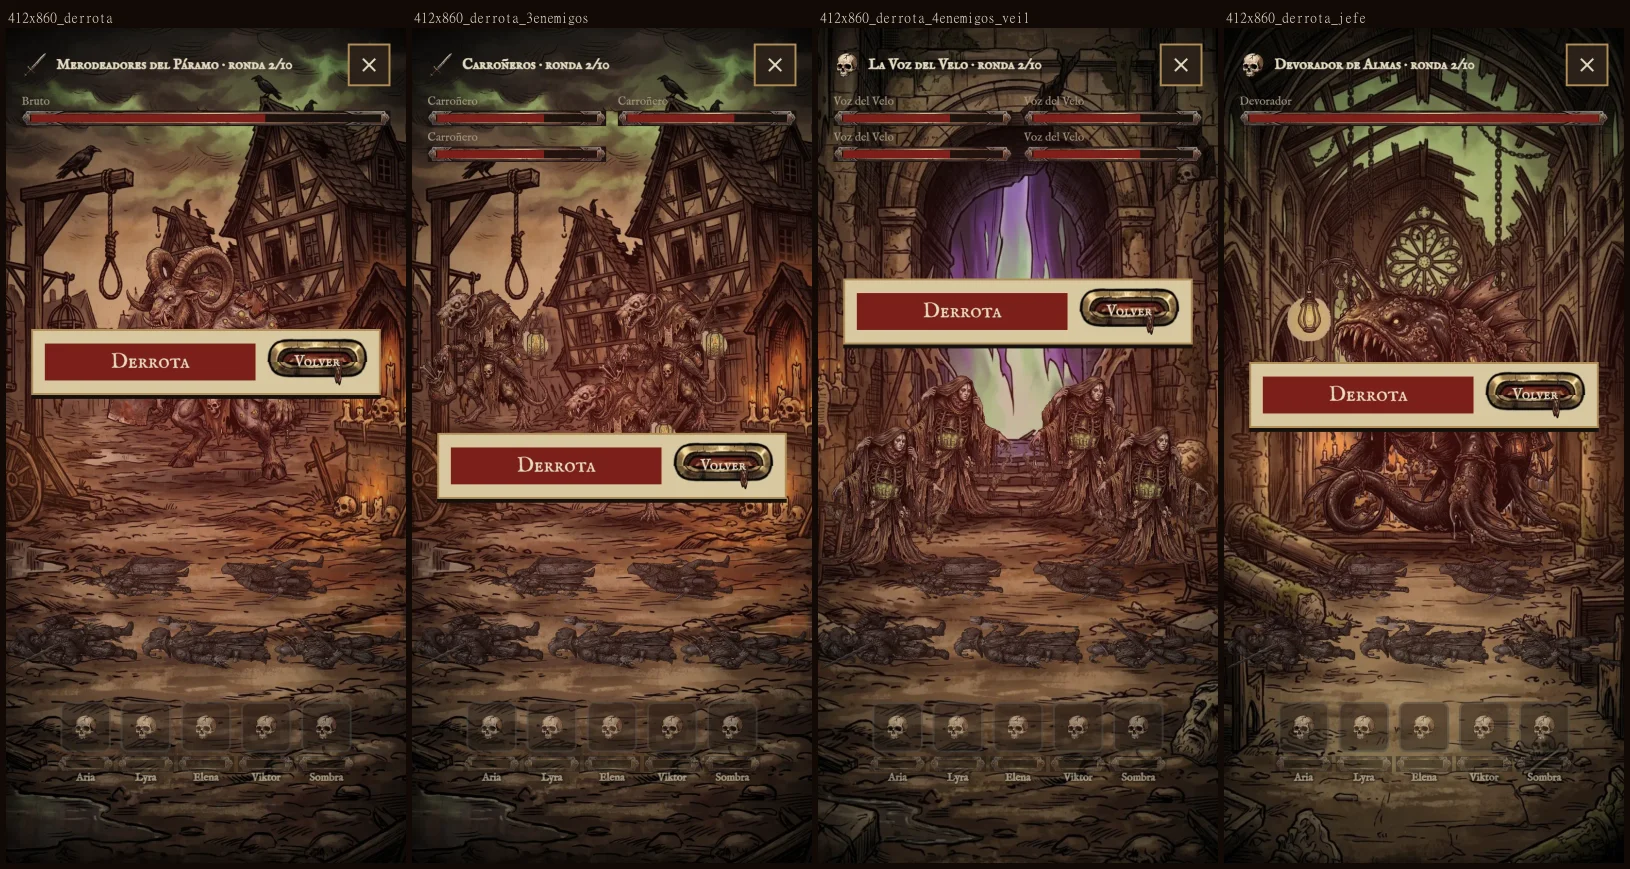 412x860_derrota
Merodeadores del Páramo · ronda 2/10
Bruto
Derrota
Volver
Aria Lyra Elena Viktor Sombra
412x860_derrota_3enemigos
Carroñeros · ronda 2/10
Carroñero Carroñero
Carroñero
Derrota
Volver
Aria Lyra Elena Viktor Sombra
412x860_derrota_4enemigos_veil
La Voz del Velo · ronda 2/10
Voz del Velo Voz del Velo
Voz del Velo Voz del Velo
Derrota
Volver
Aria Lyra Elena Viktor Sombra
412x860_derrota_jefe
Devorador de Almas · ronda 2/10
Devorador
Derrota
Volver
Aria Lyra Elena Viktor Sombra